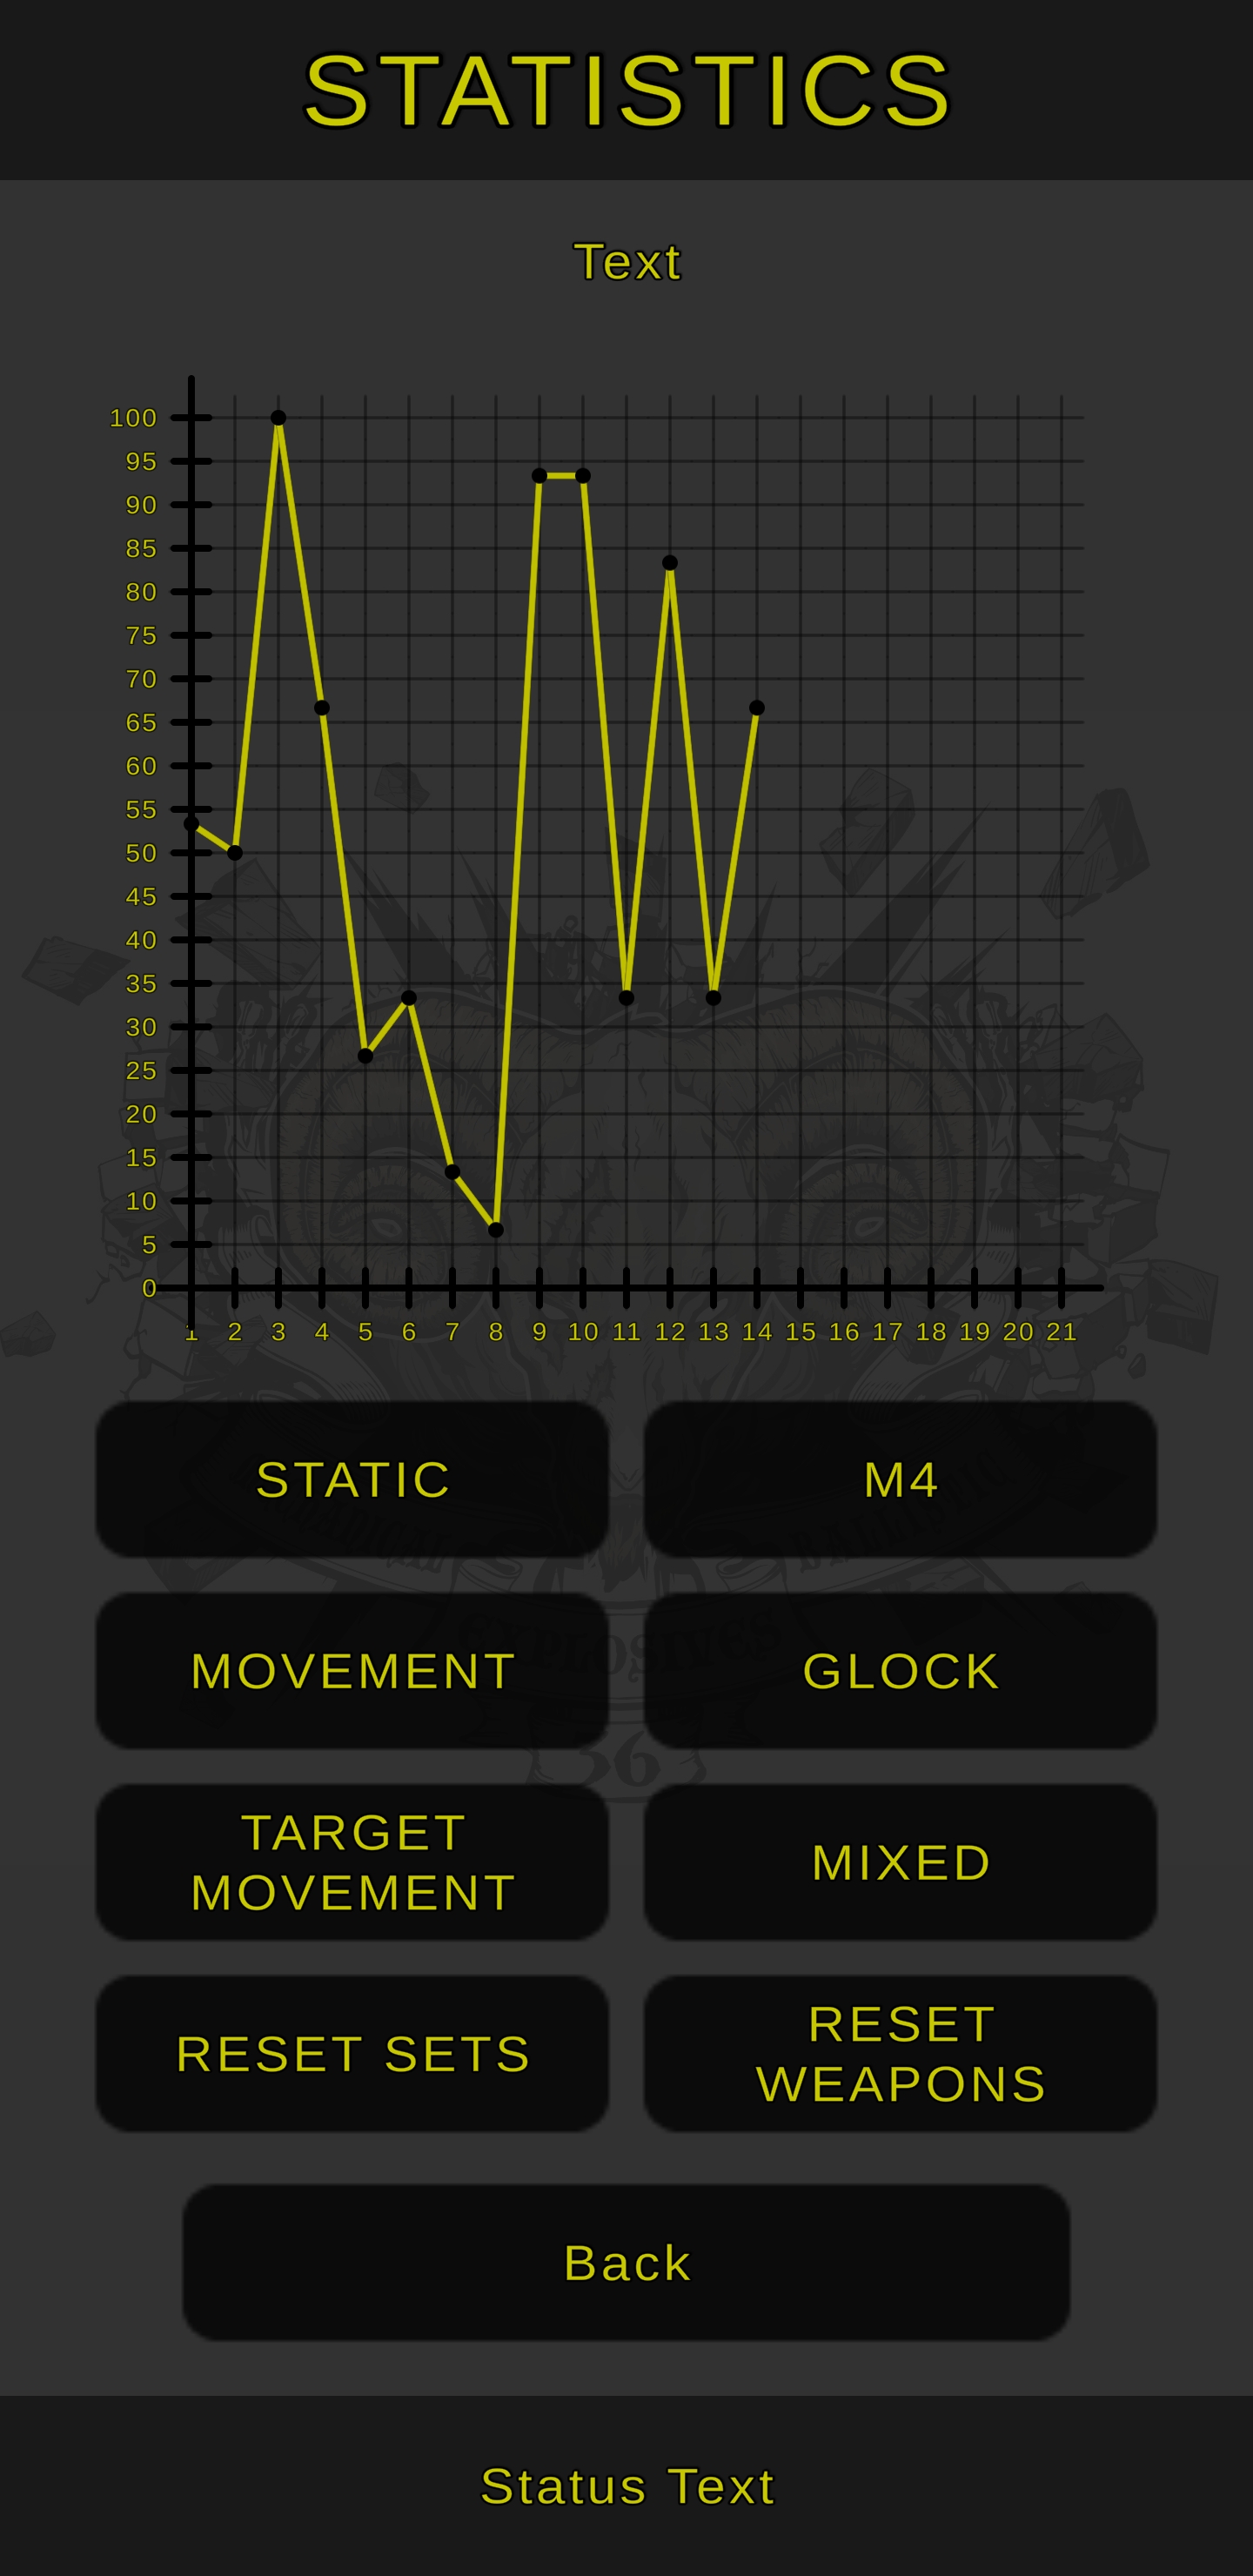 STATISTICS
Text
100
95
90
85
80
75
70
65
60
55
50
45
40
35
30
25
20
15
10
5
0
1 2 3 4 5 6 7 8 9 10 11 12 13 14 15 16 17 18 19 20 21
STATIC M4
BALLISTIC
EXPLOSIVES
MOVEMENT GLOCK
36
TARGET
MOVEMENT
MIXED
RESET SETS
RESET
WEAPONS
Back
Status Text